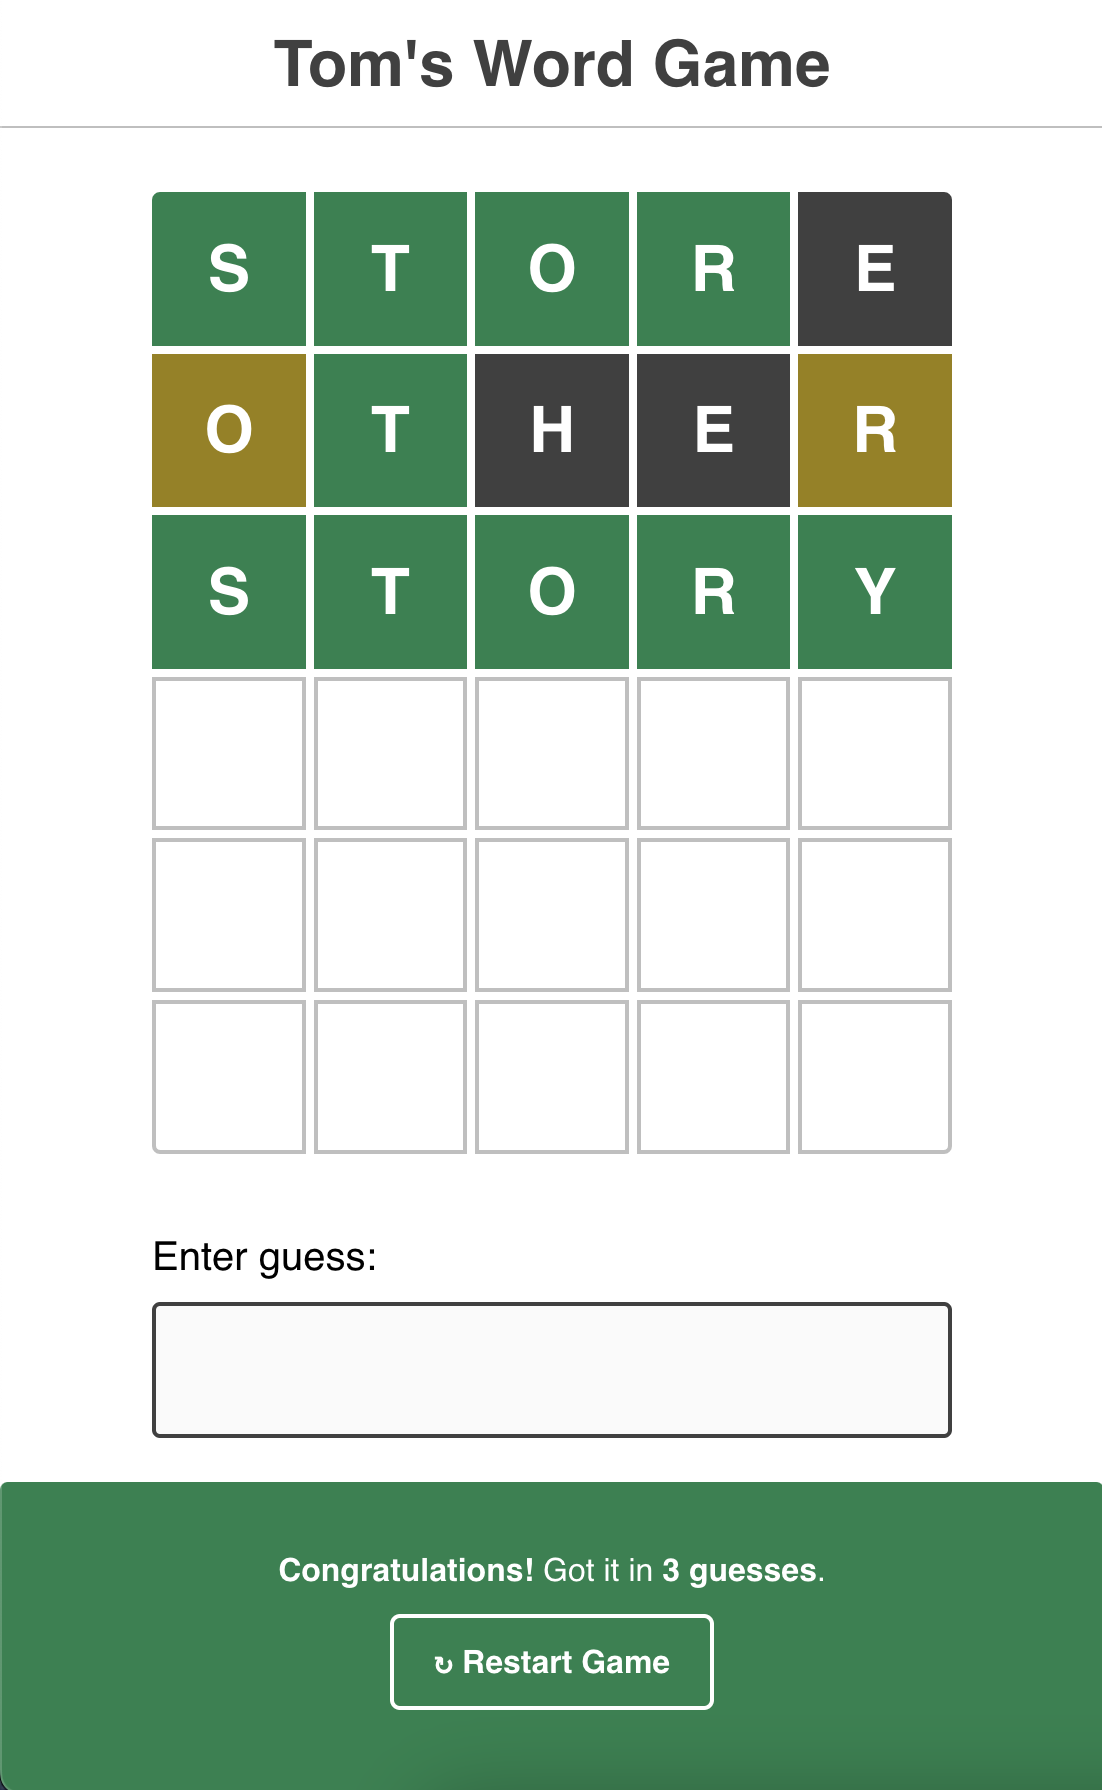 Tom's Word Game
S T O R E
O T H E R
S T O R Y
Enter guess:
Congratulations! Got it in 3 guesses.
↻ Restart Game